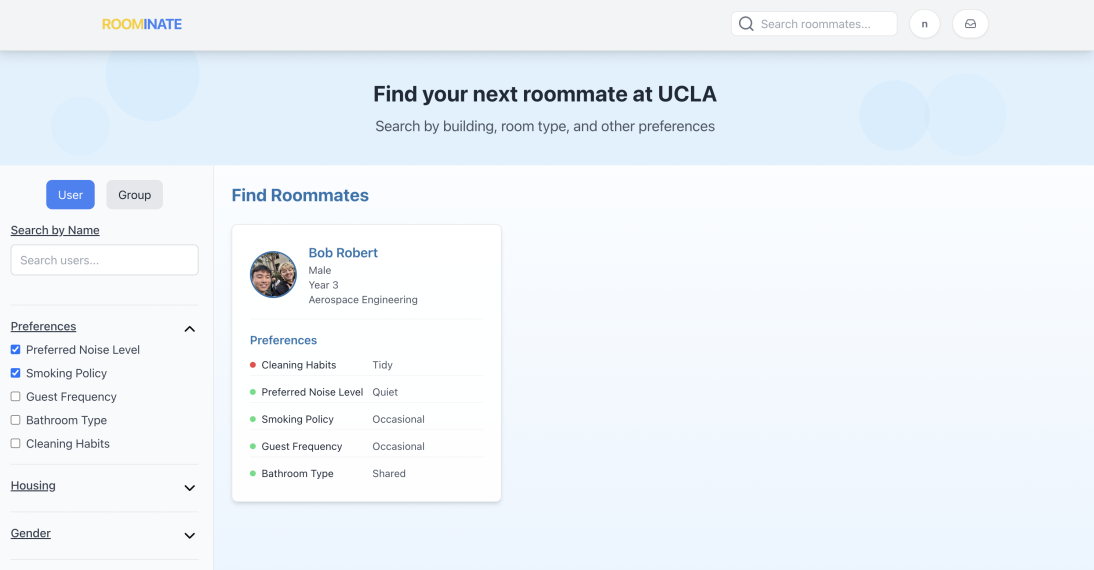 ROOMINATE
Search roommates...
n
Find your next roommate at UCLA
Search by building, room type, and other preferences
User
Group
Search by Name
Search users...
Preferences
Preferred Noise Level
Smoking Policy
Guest Frequency
Bathroom Type
Cleaning Habits
Housing
Gender
Find Roommates
Bob Robert
Male
Year 3
Aerospace Engineering
Preferences
Cleaning Habits Tidy
Preferred Noise Level Quiet
Smoking Policy Occasional
Guest Frequency Occasional
Bathroom Type Shared